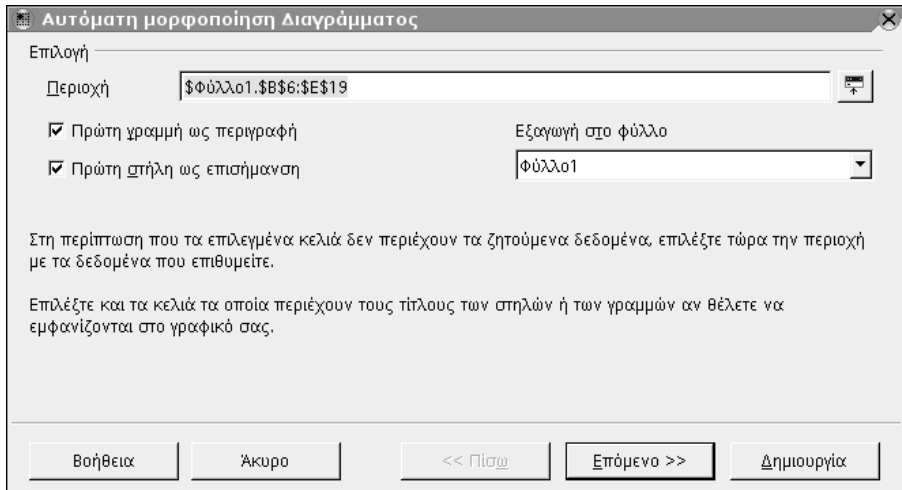 Αυτόματη μορφοποίηση Διαγράμματος
Επιλογή
Περιοχή $Φύλλο1.$B$6:$E$19
Πρώτη γραμμή ως περιγραφή Εξαγωγή στο φύλλο
Πρώτη στήλη ως επισήμανση Φύλλο1
Στη περίπτωση που τα επιλεγμένα κελιά δεν περιέχουν τα ζητούμενα δεδομένα, επιλέξτε τώρα την περιοχή
με τα δεδομένα που επιθυμείτε.
Επιλέξτε και τα κελιά τα οποία περιέχουν τους τίτλους των στηλών ή των γραμμών αν θέλετε να
εμφανίζονται στο γραφικό σας.
Βοήθεια Άκυρο << Πίσω Επόμενο >> Δημιουργία